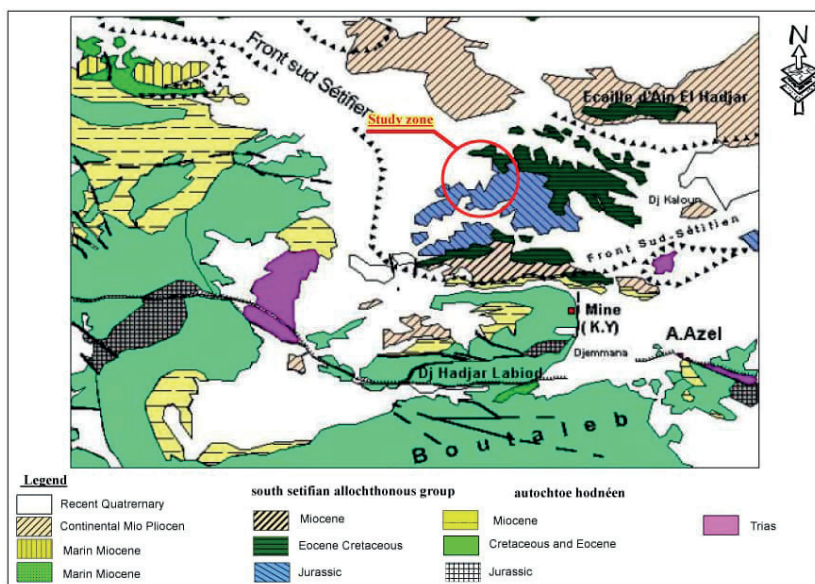 N
Front sud Sétifien
Study zone
Ecaille d'Ain El Hadjar
Dj Kaloun
Front Sud-Sétifien
Mine
(K.Y)
A.Azel
Djemmana
Dj Hadjar Labiod
Boutaleb
Legend
Recent Quaternary
Continental Mio Pliocen
Marin Miocene
Marin Miocene
south setifian allochthonous group
Miocene
Eocene Cretaceous
Jurassic
autochtoe hodnéen
Miocene
Cretaceous and Eocene
Jurassic
Trias